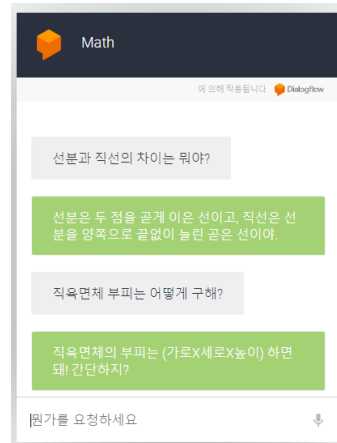 Math
에 의해 작동됩니다 Dialogflow
선분과 직선의 차이는 뭐야?
선분은 두 점을 곧게 이은 선이고, 직선은 선
분을 양쪽으로 끝없이 늘린 곧은 선이야.
직육면체 부피는 어떻게 구해?
직육면체의 부피는 (가로X세로X높이) 하면
돼! 간단하지?
뭔가를 요청하세요